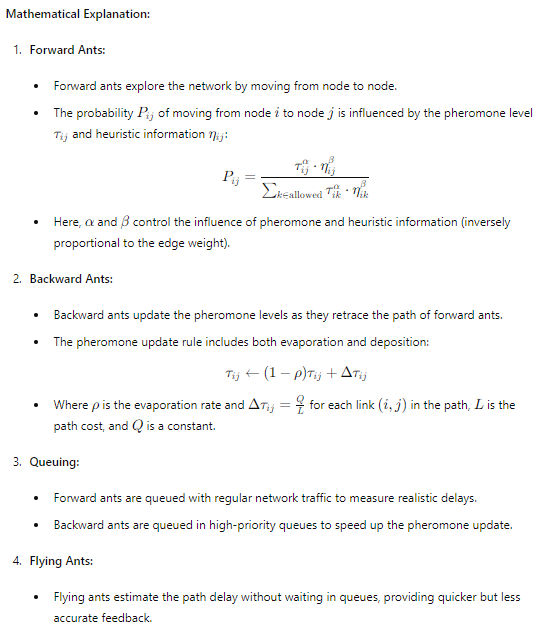 Mathematical Explanation:
1. Forward Ants:
• Forward ants explore the network by moving from node to node.
• The probability $P_{ij}$ of moving from node $i$ to node $j$ is influenced by the pheromone level
$\tau_{ij}$ and heuristic information $\eta_{ij}$:
$P_{ij} = \frac{\tau_{ij}^{\alpha} \cdot \eta_{ij}^{\beta}}{\sum_{k \in \text{allowed}} \tau_{ik}^{\alpha} \cdot \eta_{ik}^{\beta}}$
• Here, $\alpha$ and $\beta$ control the influence of pheromone and heuristic information (inversely
proportional to the edge weight).
2. Backward Ants:
• Backward ants update the pheromone levels as they retrace the path of forward ants.
• The pheromone update rule includes both evaporation and deposition:
$\tau_{ij} \leftarrow (1 - \rho)\tau_{ij} + \Delta\tau_{ij}$
• Where $\rho$ is the evaporation rate and $\Delta\tau_{ij} = \frac{Q}{L}$ for each link $(i, j)$ in the path, $L$ is the
path cost, and $Q$ is a constant.
3. Queuing:
• Forward ants are queued with regular network traffic to measure realistic delays.
• Backward ants are queued in high-priority queues to speed up the pheromone update.
4. Flying Ants:
• Flying ants estimate the path delay without waiting in queues, providing quicker but less
accurate feedback.